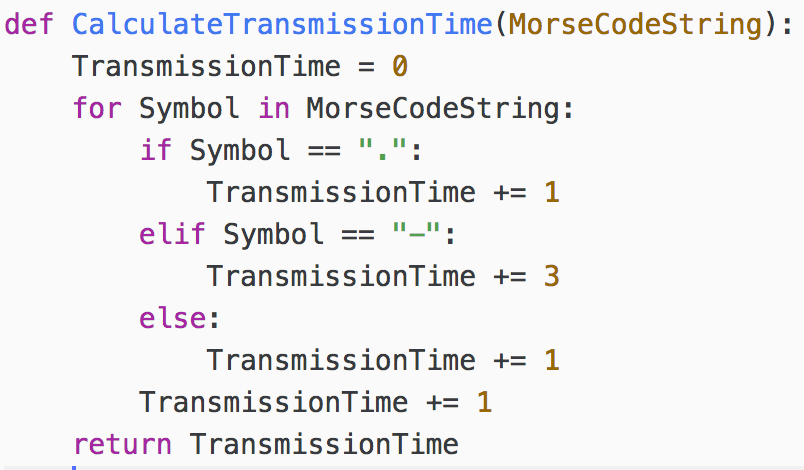 def CalculateTransmissionTime(MorseCodeString):
    TransmissionTime = 0
    for Symbol in MorseCodeString:
        if Symbol == ".":
            TransmissionTime += 1
        elif Symbol == "-":
            TransmissionTime += 3
        else:
            TransmissionTime += 1
        TransmissionTime += 1
    return TransmissionTime